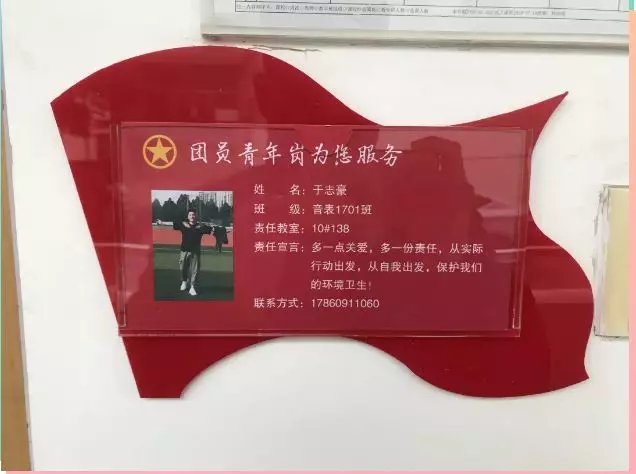 团员青年岗为您服务
姓 名：于志豪
班 级：音表1701班
责任教室：10#138
责任宣言：多一点关爱，多一份责任，从实际
行动出发，从自我出发，保护我们
的环境卫生！
联系方式：17860911060